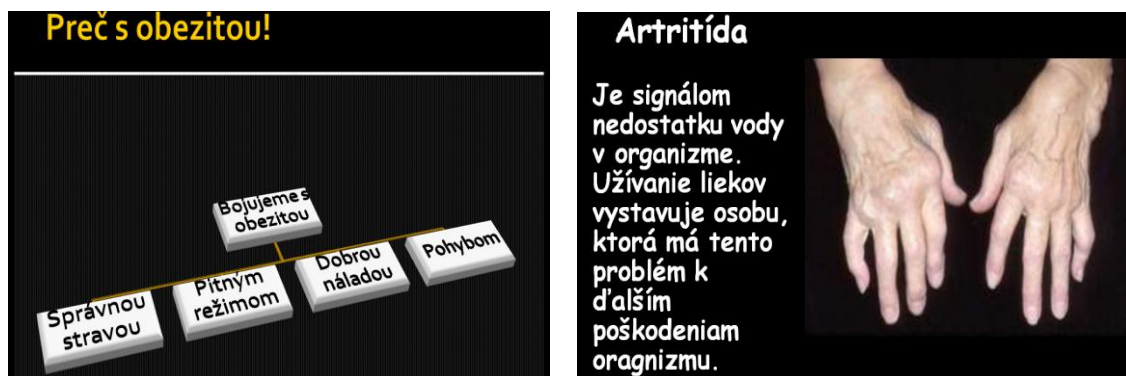 Preč s obezitou!
Bojujeme s
obezitou
Správnou
stravou
Pitným
režimom
Dobrou
náladou
Pohybom
Artritída
Je signálom
nedostatku vody
v organizme.
Užívanie liekov
vystavuje osobu,
ktorá má tento
problém k
ďalším
poškodeniam
oragnizmu.